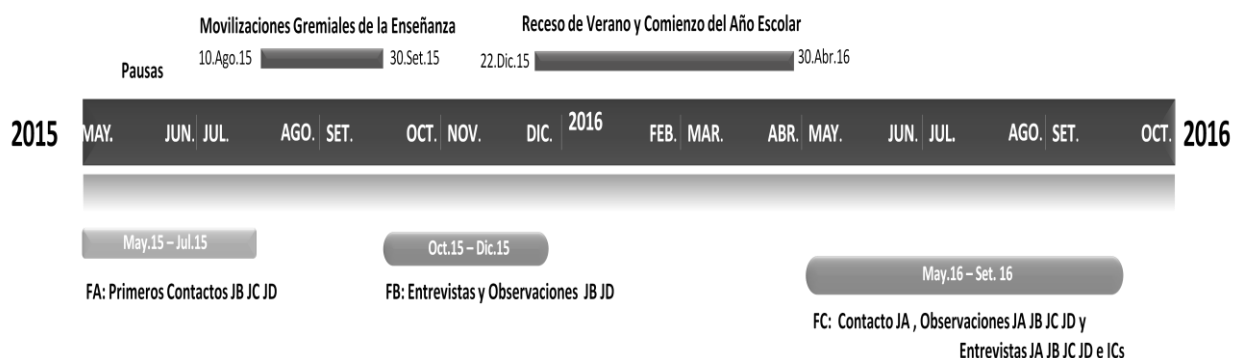 Movilizaciones Gremiales de la Enseñanza
Receso de Verano y Comienzo del Año Escolar
Pausas
10.Ago.15
30.Set.15
22.Dic.15
30.Abr.16
2015
MAY. JUN. JUL. AGO. SET. OCT. NOV. DIC. 2016 FEB. MAR. ABR. MAY. JUN. JUL. AGO. SET. OCT.
2016
May.15 – Jul.15
Oct.15 – Dic.15
May.16 – Set. 16
FA: Primeros Contactos JB JC JD
FB: Entrevistas y Observaciones JB JD
FC: Contacto JA , Observaciones JA JB JC JD y
Entrevistas JA JB JC JD e ICs